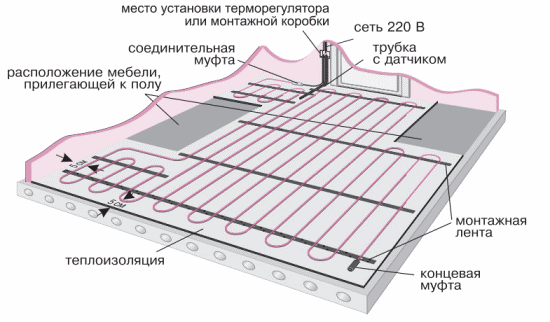 место установки терморегулятора
или монтажной коробки
сеть 220 В
соединительная
муфта
трубка
с датчиком
расположение мебели,
прилегающей к полу
5 см
5 см
монтажная
лента
теплоизоляция
концевая
муфта